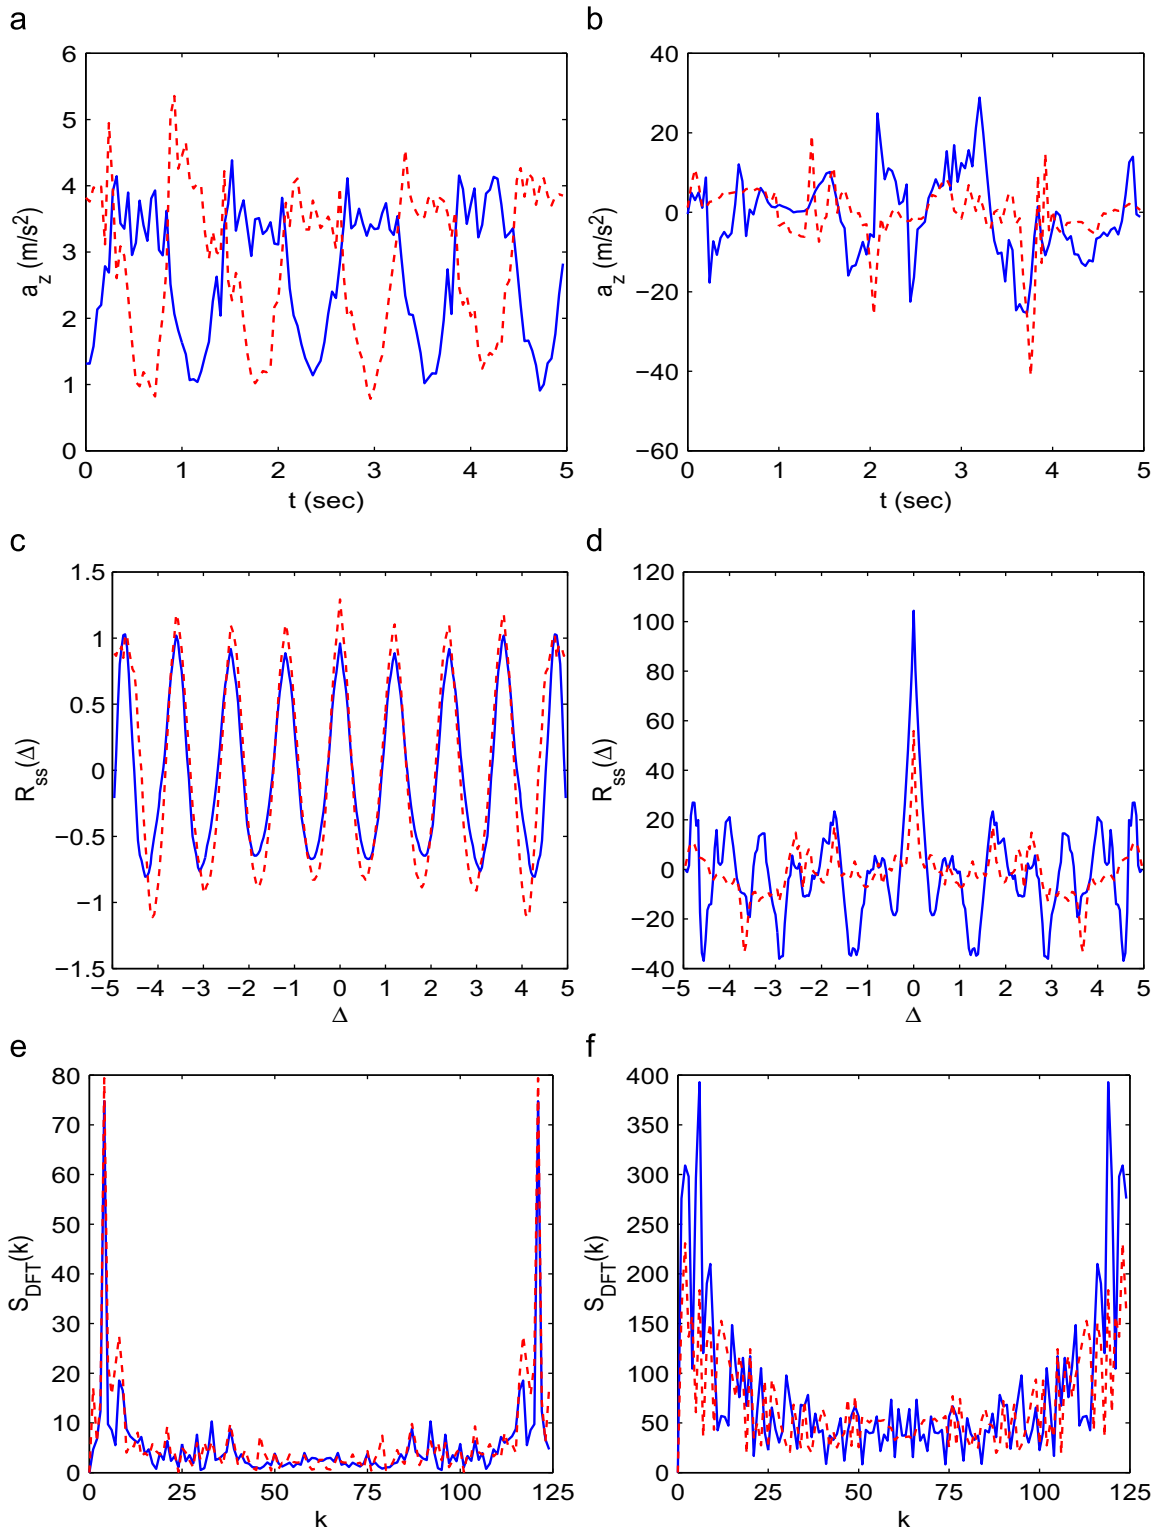 a
b
6
5
4
3
2
1
0
0 1 2 3 4 5
t (sec)
a_z (m/s²)
40
20
0
−20
−40
−60
0 1 2 3 4 5
t (sec)
a_z (m/s²)
c
d
1.5
1
0.5
0
−0.5
−1
−1.5
−5 −4 −3 −2 −1 0 1 2 3 4 5
Δ
R_ss(Δ)
120
100
80
60
40
20
0
−20
−40
−5 −4 −3 −2 −1 0 1 2 3 4 5
Δ
R_ss(Δ)
e
f
80
70
60
50
40
30
20
10
0
0 25 50 75 100 125
k
S_DFT(k)
400
350
300
250
200
150
100
50
0
0 25 50 75 100 125
k
S_DFT(k)